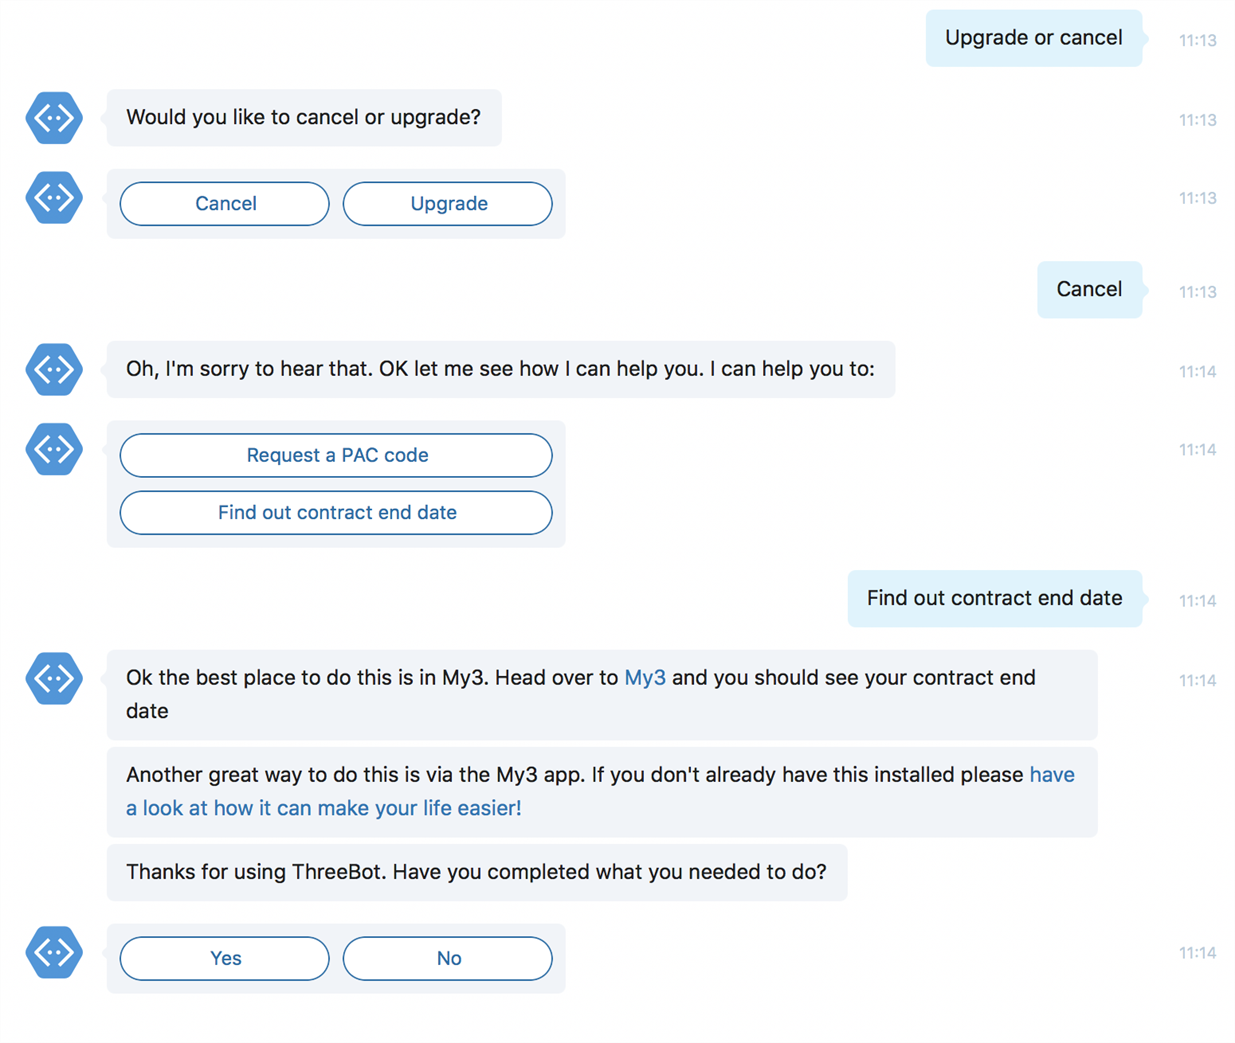 Upgrade or cancel
11:13
Would you like to cancel or upgrade?
11:13
Cancel
Upgrade
11:13
Cancel
11:13
Oh, I'm sorry to hear that. OK let me see how I can help you. I can help you to:
11:14
Request a PAC code
11:14
Find out contract end date
Find out contract end date
11:14
Ok the best place to do this is in My3. Head over to My3 and you should see your contract end
11:14
date
Another great way to do this is via the My3 app. If you don't already have this installed please have
a look at how it can make your life easier!
Thanks for using ThreeBot. Have you completed what you needed to do?
Yes
No
11:14